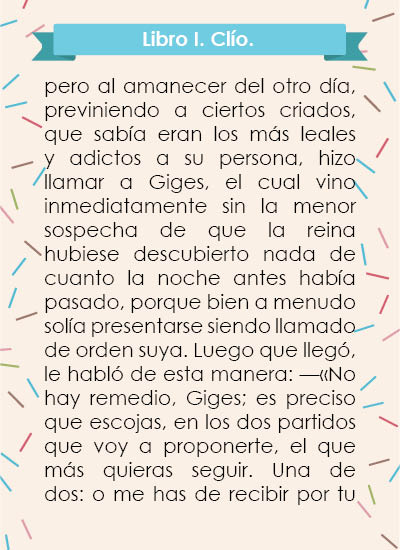 Libro I. Clío.
pero al amanecer del otro día,
previniendo a ciertos criados,
que sabía eran los más leales
y adictos a su persona, hizo
llamar a Giges, el cual vino
inmediatamente sin la menor
sospecha de que la reina
hubiese descubierto nada de
cuanto la noche antes había
pasado, porque bien a menudo
solía presentarse siendo llamado
de orden suya. Luego que llegó,
le habló de esta manera: —«No
hay remedio, Giges; es preciso
que escojas, en los dos partidos
que voy a proponerte, el que
más quieras seguir. Una de
dos: o me has de recibir por tu